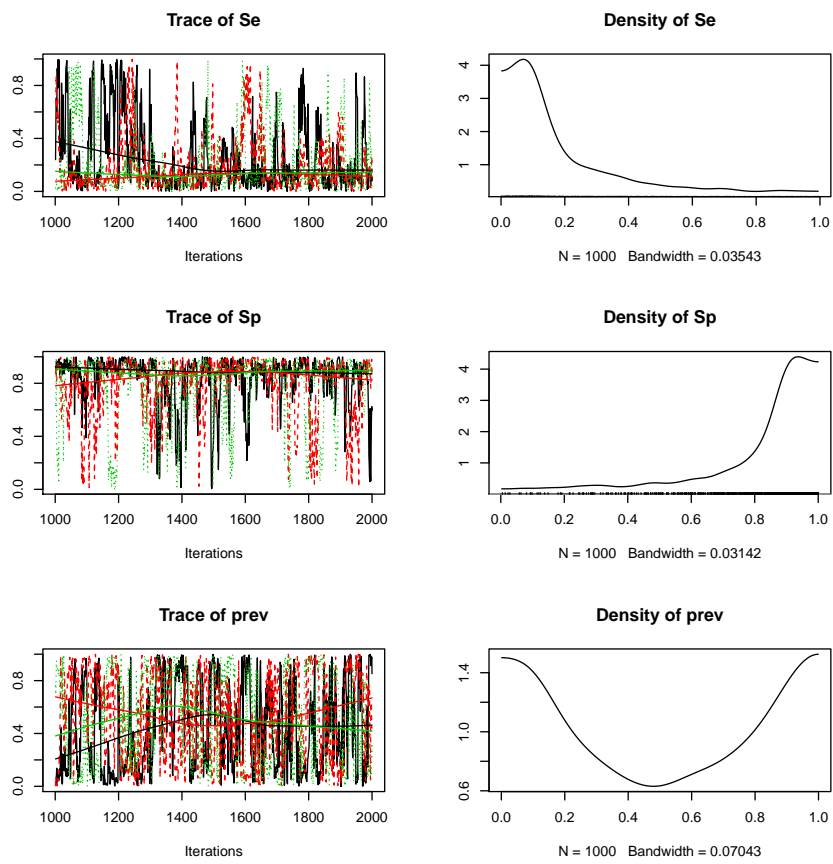 Trace of Se
0.0 0.4 0.8
1000 1200 1400 1600 1800 2000
Iterations
Density of Se
1 2 3 4
0.0 0.2 0.4 0.6 0.8 1.0
N = 1000 Bandwidth = 0.03543
Trace of Sp
0.0 0.4 0.8
1000 1200 1400 1600 1800 2000
Iterations
Density of Sp
1 2 3 4
0.0 0.2 0.4 0.6 0.8 1.0
N = 1000 Bandwidth = 0.03142
Trace of prev
0.0 0.4 0.8
1000 1200 1400 1600 1800 2000
Iterations
Density of prev
0.6 1.0 1.4
0.0 0.2 0.4 0.6 0.8 1.0
N = 1000 Bandwidth = 0.07043